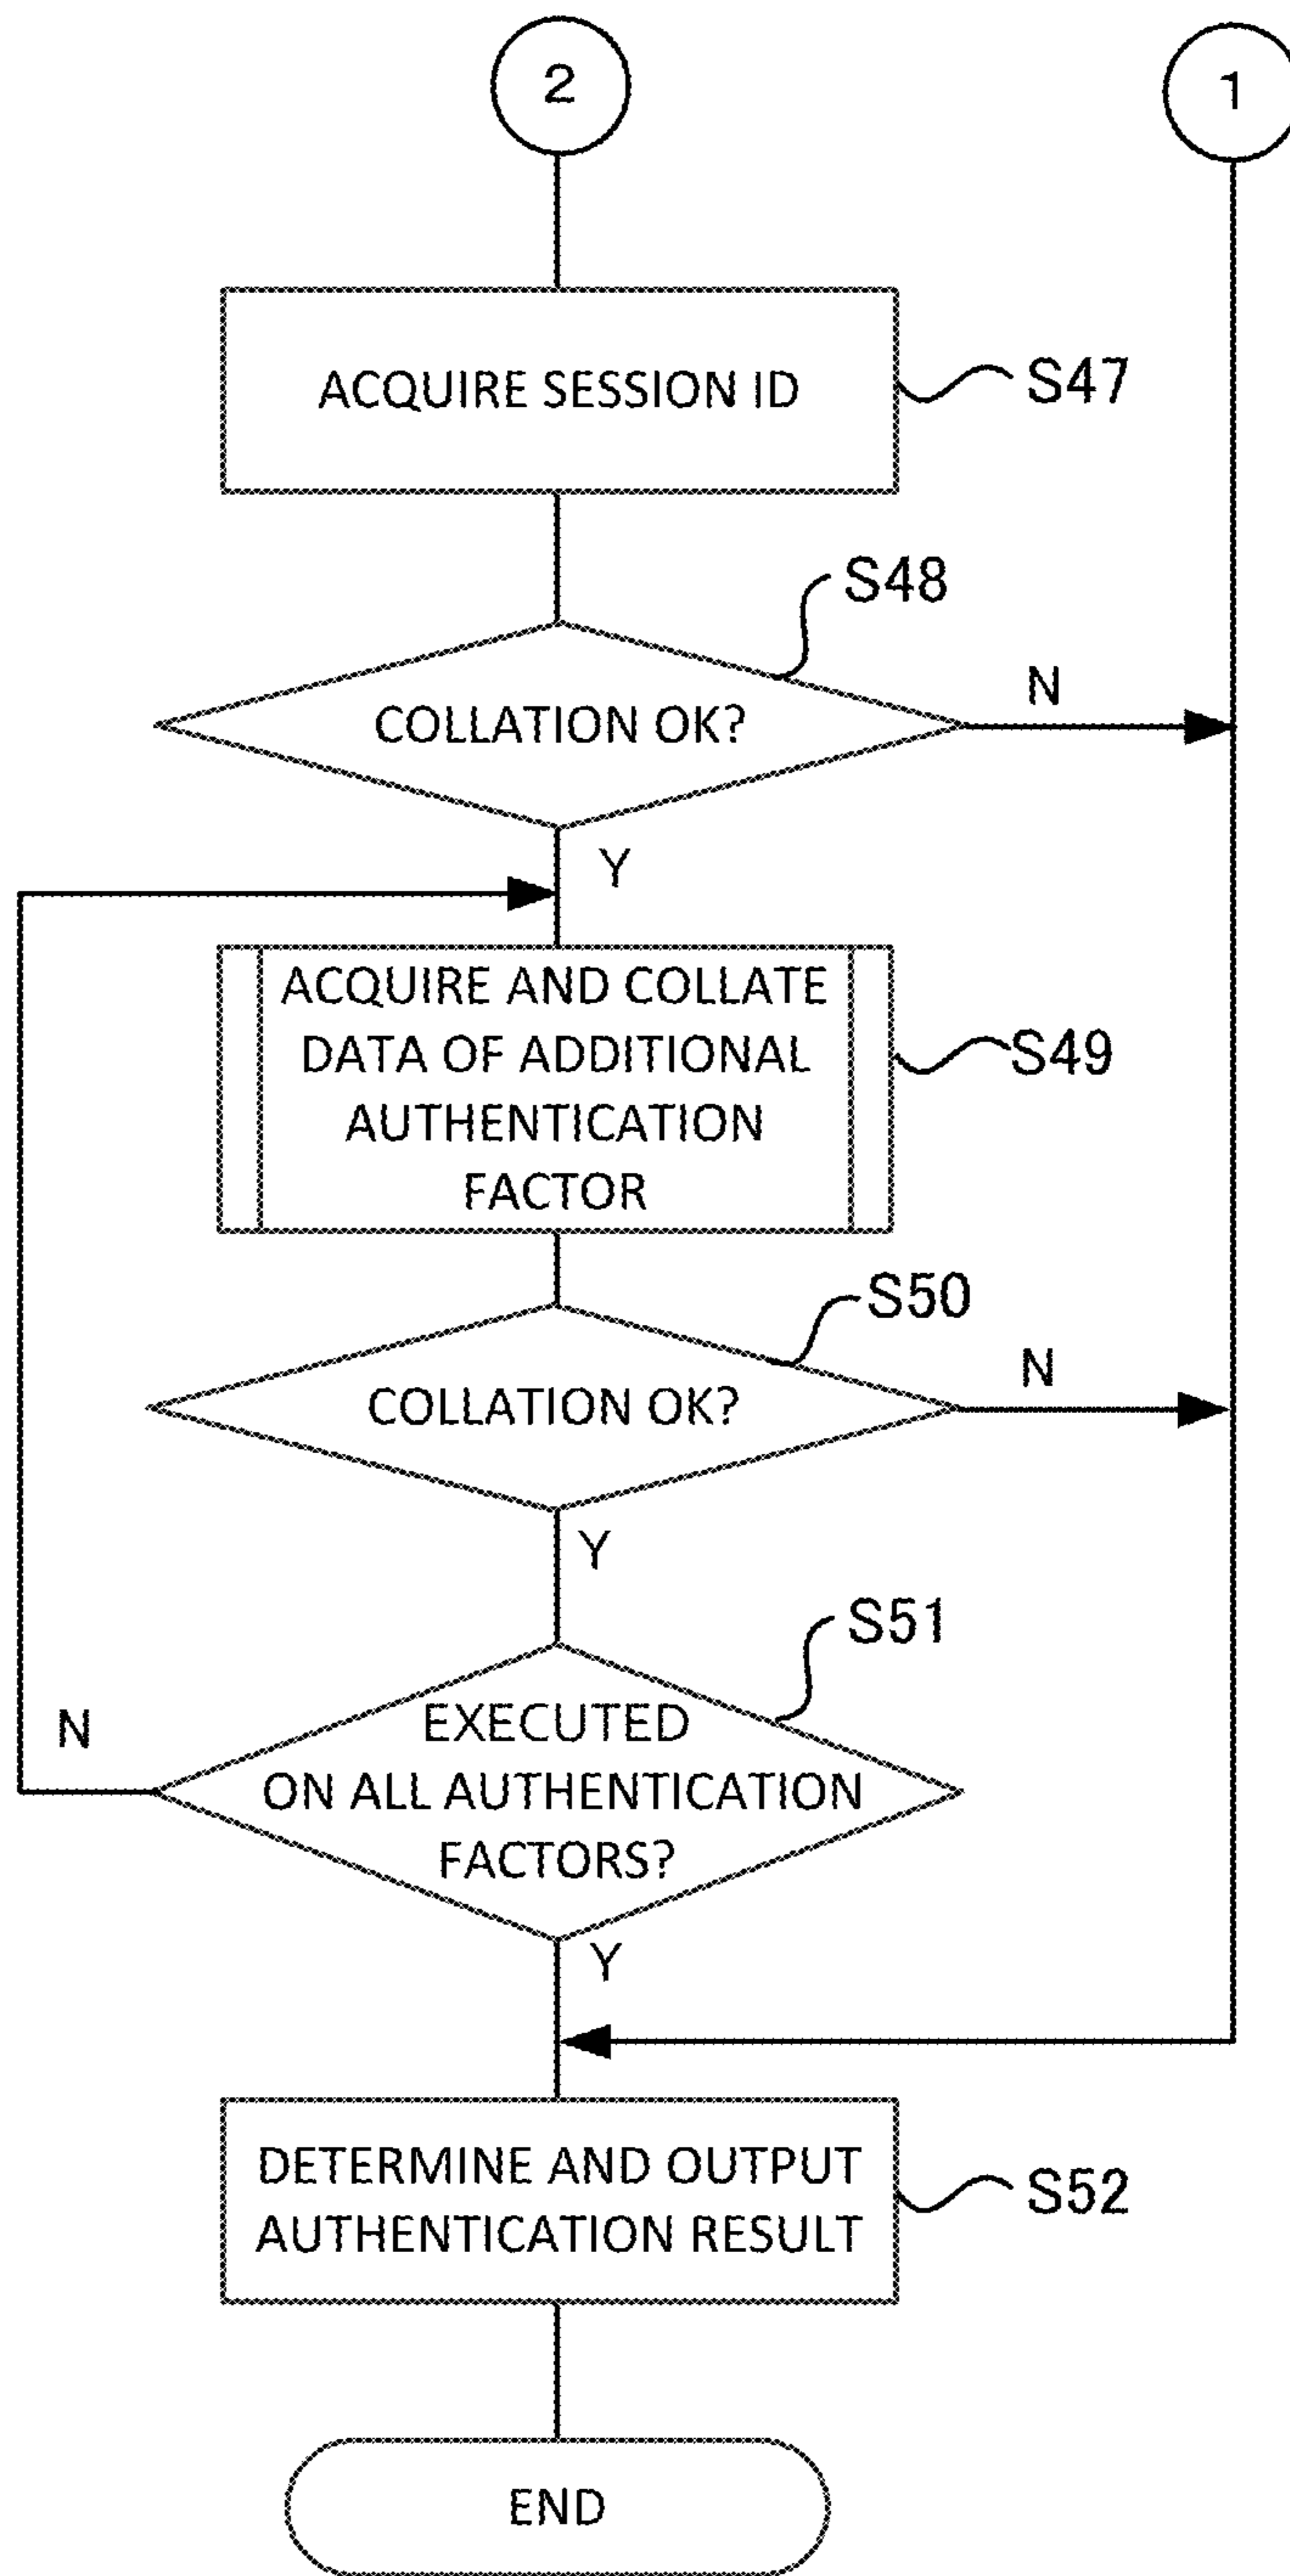 2
1
ACQUIRE SESSION ID
S47
S48
COLLATION OK?
N
Y
ACQUIRE AND COLLATE
DATA OF ADDITIONAL
AUTHENTICATION
FACTOR
S49
S50
COLLATION OK?
N
Y
S51
EXECUTED
ON ALL AUTHENTICATION
FACTORS?
N
Y
DETERMINE AND OUTPUT
AUTHENTICATION RESULT
S52
END